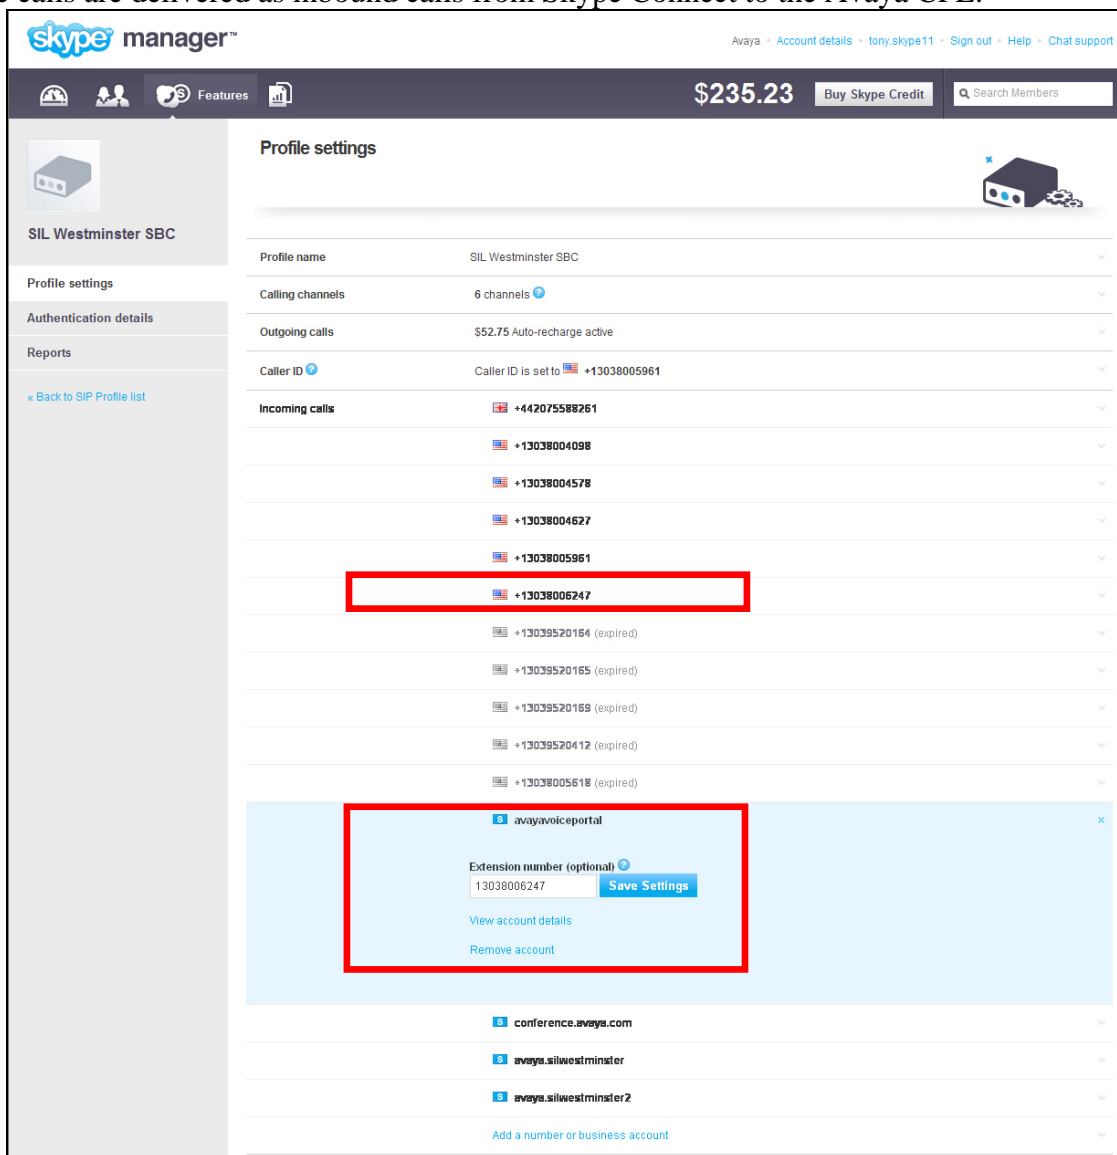 calls are delivered as inbound calls from Skype Connect to the Avaya CPE.
skype manager™
Avaya • Account details • tony.skype11 • Sign out • Help • Chat support
Features
$235.23
Buy Skype Credit
Search Members
Profile settings
SIL Westminster SBC
Profile settings
Authentication details
Reports
« Back to SIP Profile list
Profile name SIL Westminster SBC
Calling channels 6 channels ?
Outgoing calls $52.75 Auto-recharge active
Caller ID ? Caller ID is set to +13038005961
Incoming calls +442075588261
+13038004098
+13038004578
+13038004627
+13038005961
+13038006247
+13039520164 (expired)
+13039520165 (expired)
+13039520169 (expired)
+13039520412 (expired)
+13038005618 (expired)
S avayavoiceportal ×
Extension number (optional) ?
13038006247 Save Settings
View account details
Remove account
S conference.avaya.com
S avaya.silwestminster
S avaya.silwestminster2
Add a number or business account